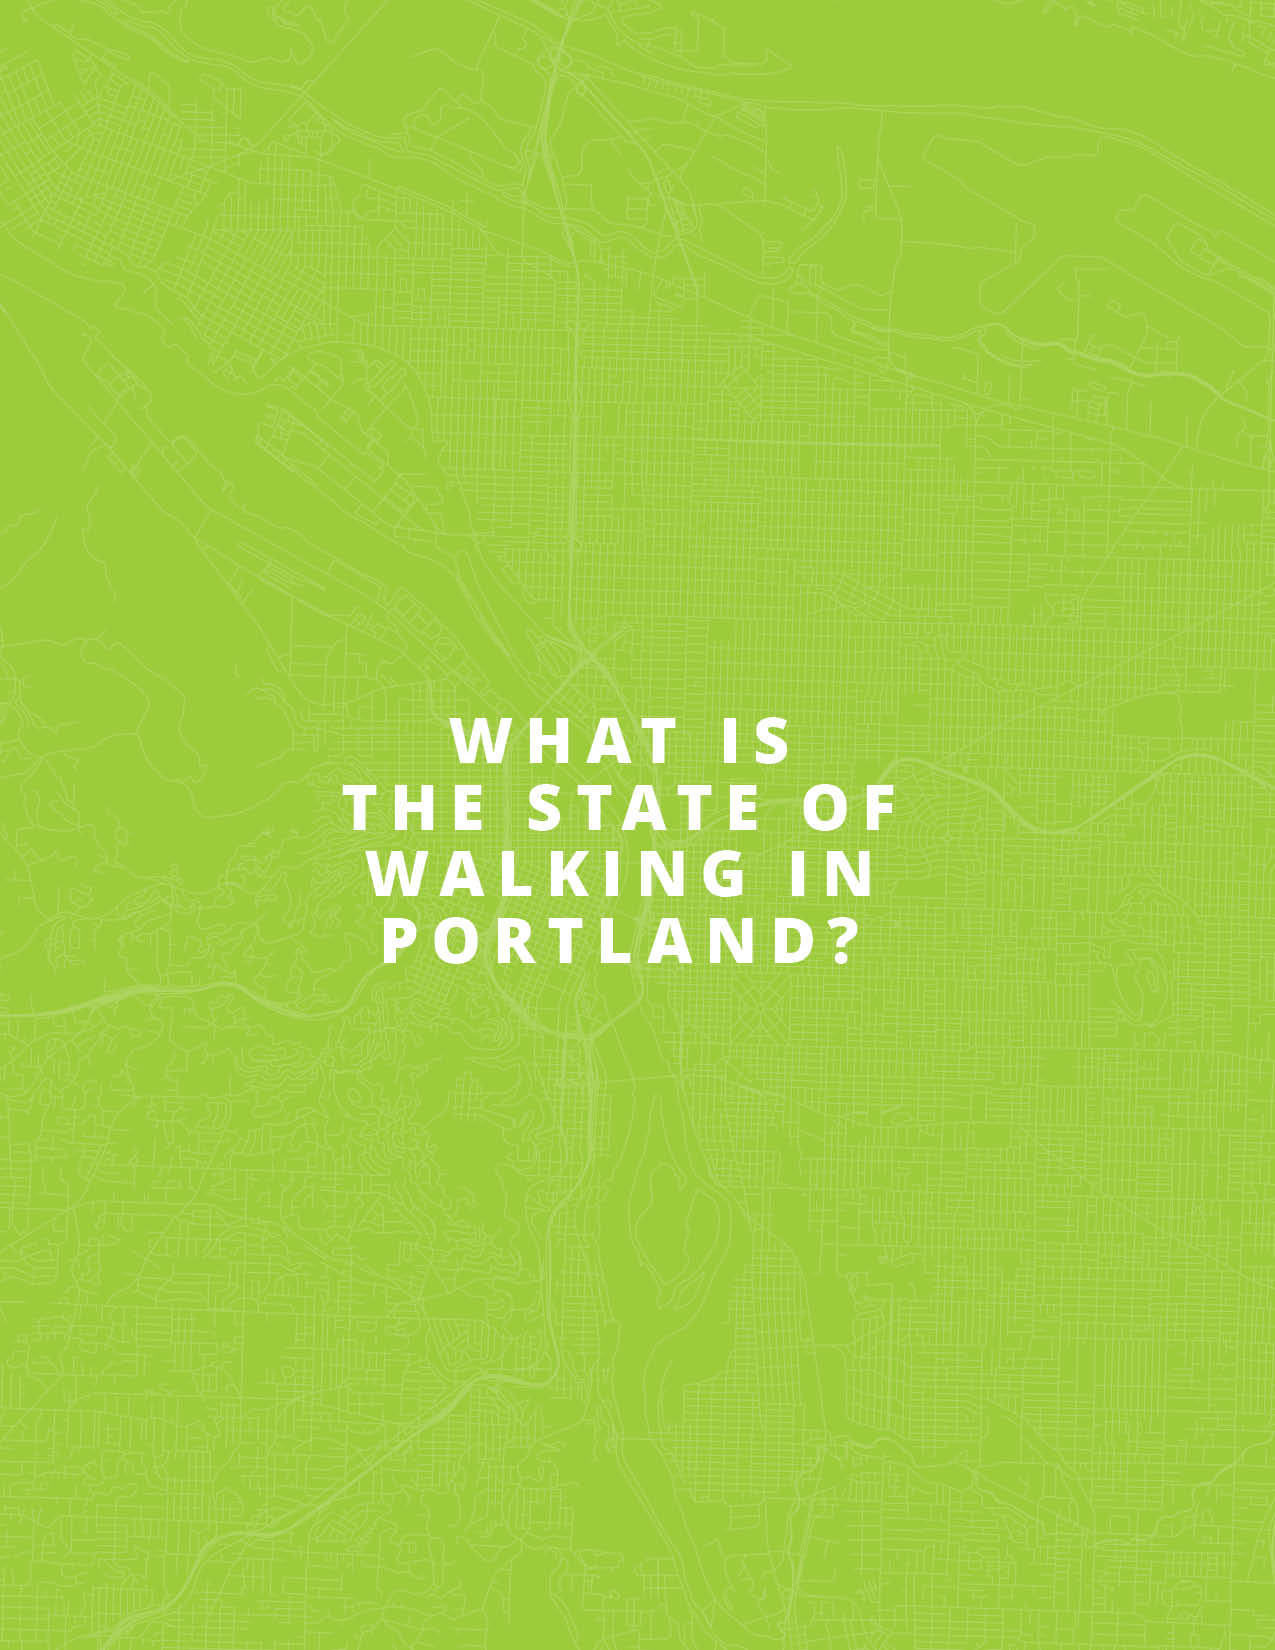 WHAT IS
THE STATE OF
WALKING IN
PORTLAND?